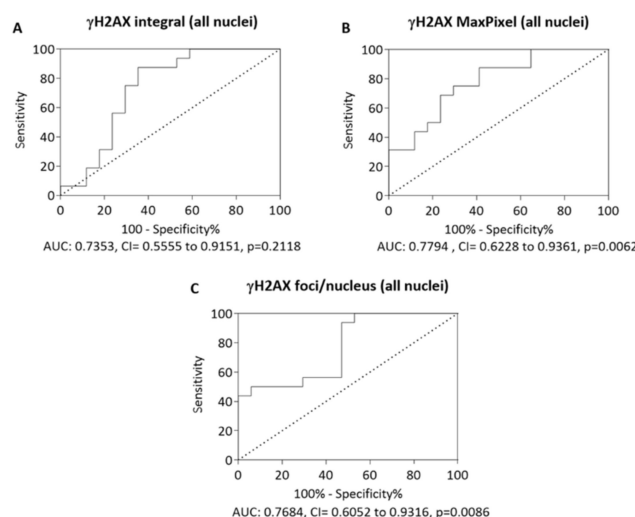 A
γH2AX integral (all nuclei)
100
80
60
40
20
0
Sensitivity
0 20 40 60 80 100
100 - Specificity%
AUC: 0.7353, CI= 0.5555 to 0.9151, p=0.2118
B
γH2AX MaxPixel (all nuclei)
100
80
60
40
20
0
Sensitivity
0 20 40 60 80 100
100% - Specificity%
AUC: 0.7794 , CI= 0.6228 to 0.9361, p=0.0062
C
γH2AX foci/nucleus (all nuclei)
100
80
60
40
20
0
Sensitivity
0 20 40 60 80 100
100% - Specificity%
AUC: 0.7684, CI= 0.6052 to 0.9316, p=0.0086